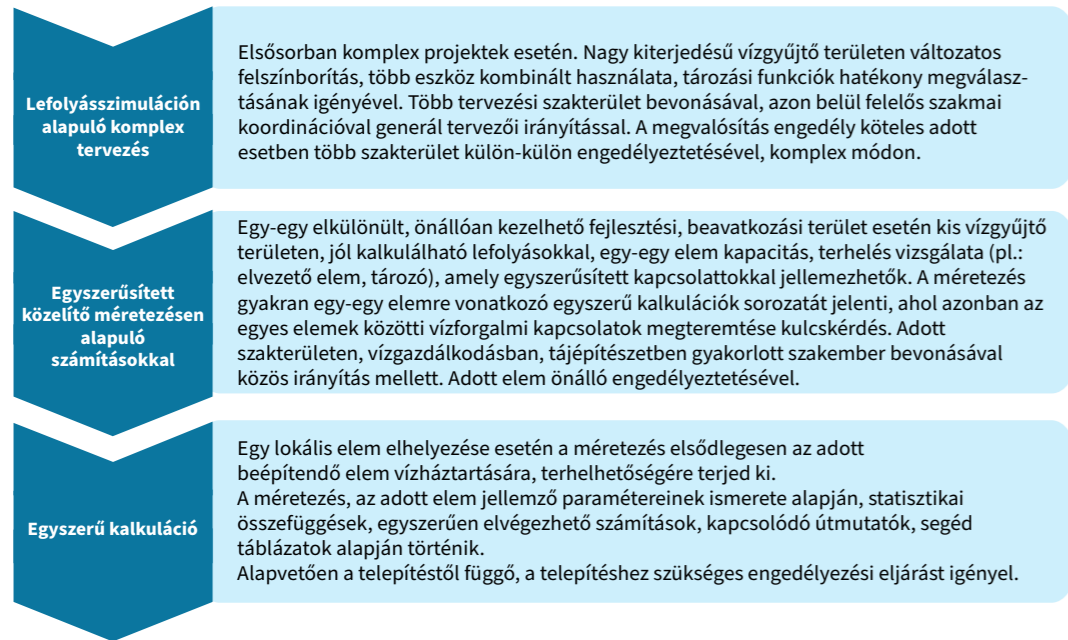 Lefolyásszimuláción
alapuló komplex
tervezés
Elsősorban komplex projektek esetén. Nagy kiterjedésű vízgyűjtő területen változatos
felszínborítás, több eszköz kombinált használata, tározási funkciók hatékony megválasz-
tásának igényével. Több tervezési szakterület bevonásával, azon belül felelős szakmai
koordinációval generál tervezői irányítással. A megvalósítás engedély köteles adott
esetben több szakterület külön-külön engedélyeztetésével, komplex módon.
Egyszerűsített
közelítő méretezésen
alapuló
számításokkal
Egy-egy elkülönült, önállóan kezelhető fejlesztési, beavatkozási terület esetén kis vízgyűjtő
területen, jól kalkulálható lefolyásokkal, egy-egy elem kapacitás, terhelés vizsgálata (pl.:
elvezető elem, tározó), amely egyszerűsített kapcsolattokkal jellemezhetők. A méretezés
gyakran egy-egy elemre vonatkozó egyszerű kalkulációk sorozatát jelenti, ahol azonban az
egyes elemek közötti vízforgalmi kapcsolatok megteremtése kulcskérdés. Adott
szakterületen, vízgazdálkodásban, tájépítészetben gyakorlott szakember bevonásával
közös irányítás mellett. Adott elem önálló engedélyeztetésével.
Egyszerű kalkuláció
Egy lokális elem elhelyezése esetén a méretezés elsődlegesen az adott
beépítendő elem vízháztartására, terhelhetőségére terjed ki.
A méretezés, az adott elem jellemző paramétereinek ismerete alapján, statisztikai
összefüggések, egyszerűen elvégezhető számítások, kapcsolódó útmutatók, segéd
táblázatok alapján történik.
Alapvetően a telepítéstől függő, a telepítéshez szükséges engedélyezési eljárást igényel.